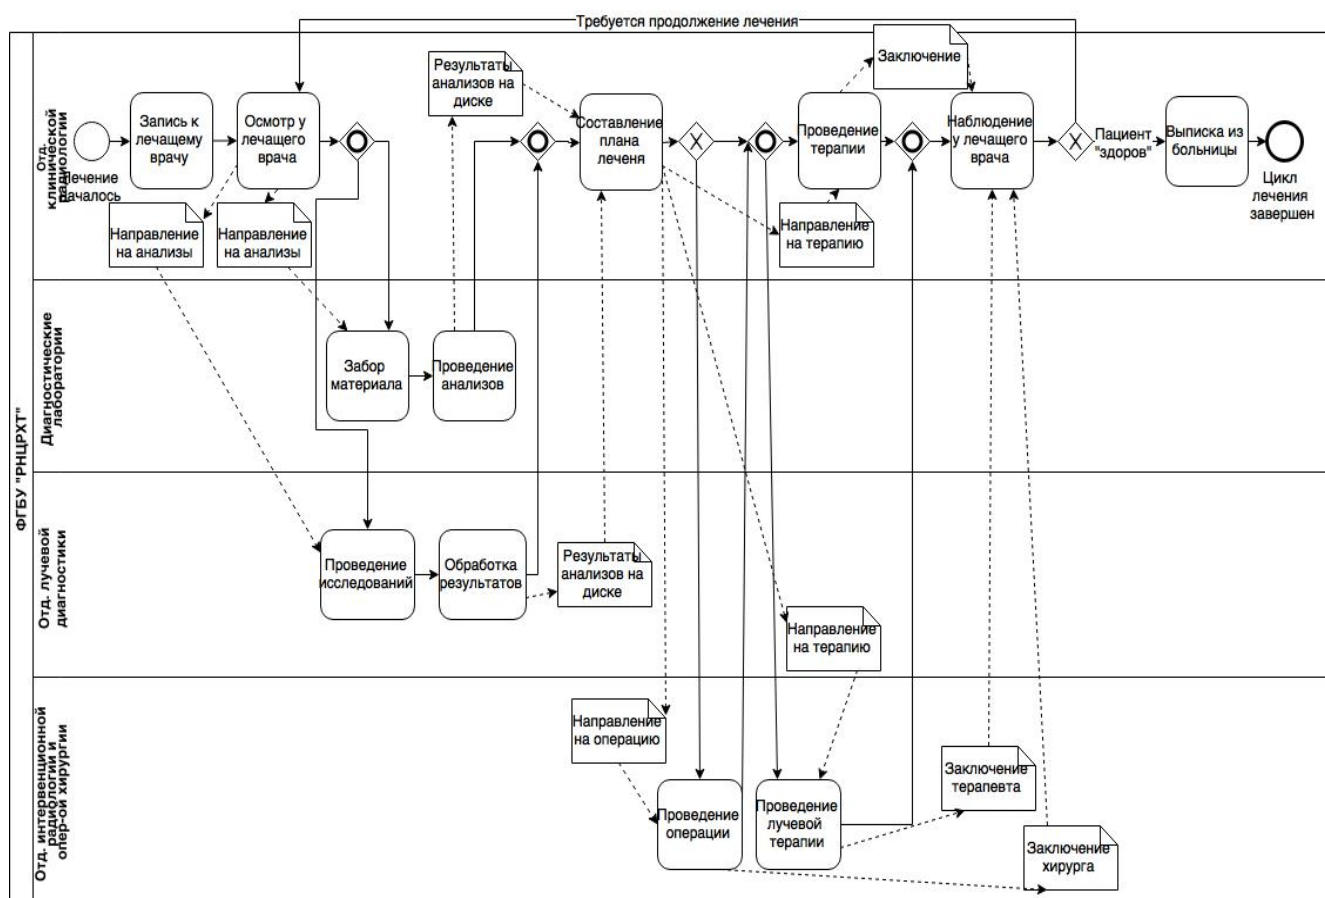 Требуется продолжение лечения
ФГБУ "РНЦРХТ"
Отд.
клинической
радиологии
Лечение
началось
Запись к
лечащему
врачу
Осмотр у
лечащего
врача
Направление
на анализы
Направление
на анализы
Результаты
анализов на
диске
Составление
плана
леченя
X
Проведение
терапии
Заключение
Направление
на терапию
Наблюдение
у лечащего
врача
X
Пациент
"здоров"
Выписка из
больницы
Цикл
лечения
завершен
Диагностические
лаборатории
Забор
материала
Проведение
анализов
Отд. лучевой
диагностики
Проведение
исследований
Обработка
результатов
Результаты
анализов на
диске
Направление
на терапию
Отд. интервенционной
радиологии и
опер-ой хирургии
Направление
на операцию
Проведение
операции
Проведение
лучевой
терапии
Заключение
терапевта
Заключение
хирурга